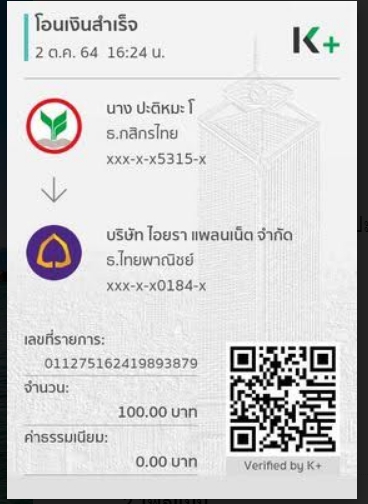 โอนเงินสำเร็จ
2 ต.ค. 64 16:24 น.
K+
นาง ปะติหมะ โ
ธ.กสิกรไทย
xxx-x-x5315-x
บริษัท ไอยรา แพลนเน็ต จำกัด
ธ.ไทยพาณิชย์
xxx-x-x0184-x
เลขที่รายการ:
011275162419893879
จำนวน:
100.00 บาท
ค่าธรรมเนียม:
0.00 บาท
Verified by K+